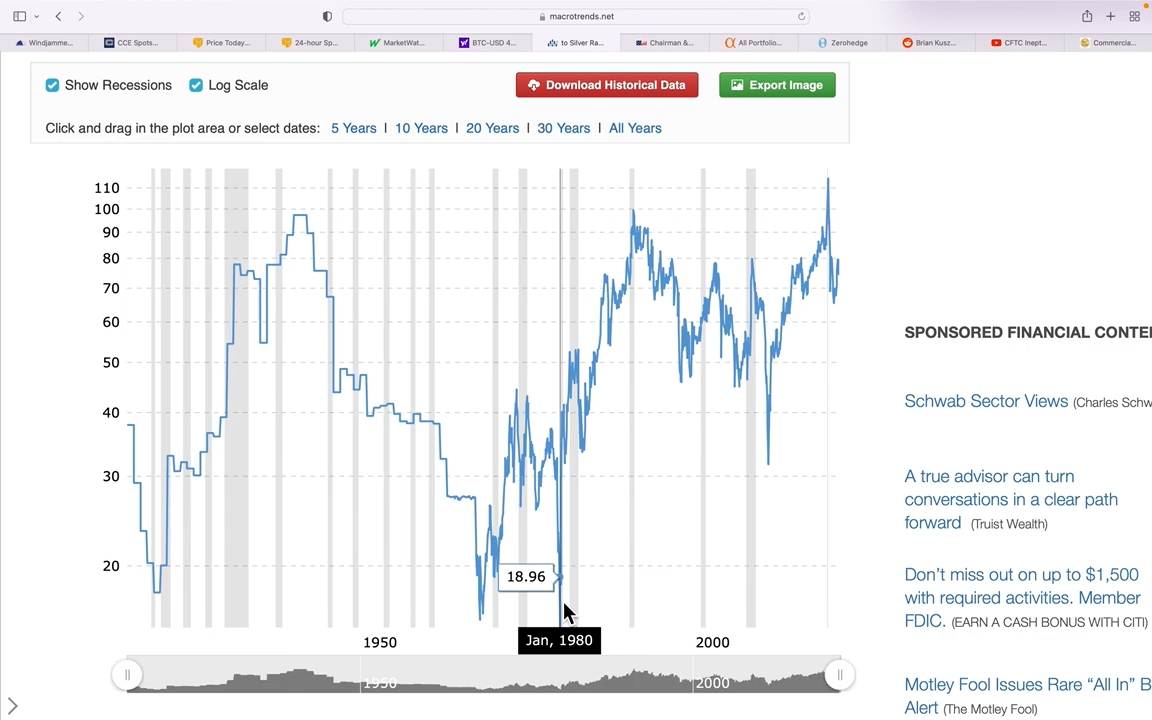 macrotrends.net
Windjamme...
CCE Spots...
Price Today...
24-hour Sp...
MarketWat...
BTC-USD 4...
to Silver Ra...
Chairman &...
All Portfolio...
Zerohedge
Brian Kusz...
CFTC Inept...
Commercia...
Show Recessions
Log Scale
Download Historical Data
Export Image
Click and drag in the plot area or select dates: 5 Years | 10 Years | 20 Years | 30 Years | All Years
110
100
90
80
70
60
50
40
30
20
18.96
1950
Jan, 1980
2000
1950
2000
SPONSORED FINANCIAL CONTE
Schwab Sector Views (Charles Schw
A true advisor can turn
conversations in a clear path
forward (Truist Wealth)
Don't miss out on up to $1,500
with required activities. Member
FDIC. (EARN A CASH BONUS WITH CITI)
Motley Fool Issues Rare “All In” B
Alert (The Motley Fool)